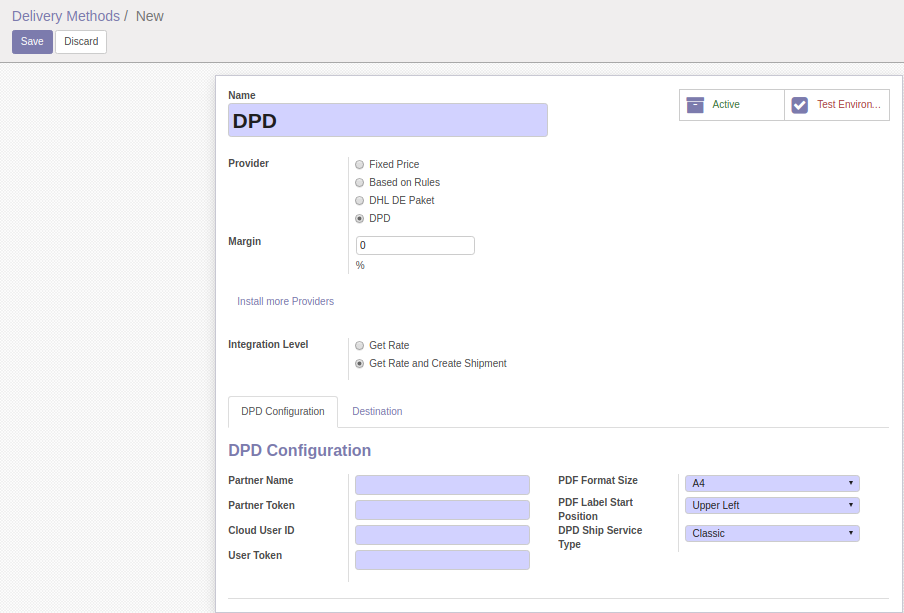 Delivery Methods / New
Save Discard
Name
DPD
Active
Test Environ...
Provider
Fixed Price
Based on Rules
DHL DE Paket
DPD
Margin
0
%
Install more Providers
Integration Level
Get Rate
Get Rate and Create Shipment
DPD Configuration Destination
DPD Configuration
Partner Name
Partner Token
Cloud User ID
User Token
PDF Format Size
A4
PDF Label Start
Position
Upper Left
DPD Ship Service
Type
Classic